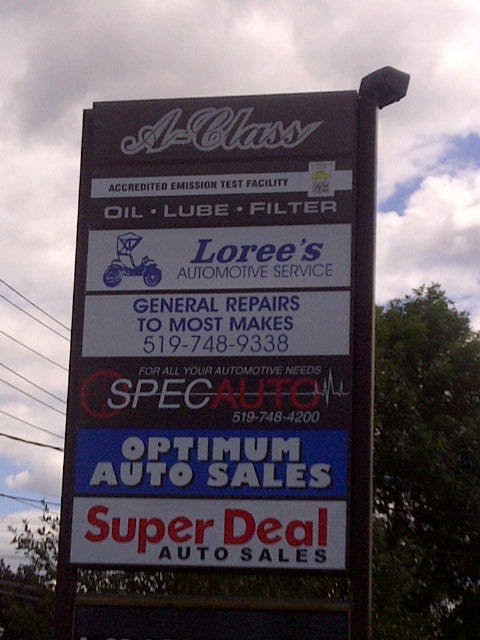 A-Class
ACCREDITED EMISSION TEST FACILITY
OIL · LUBE · FILTER
Loree's
AUTOMOTIVE SERVICE
GENERAL REPAIRS
TO MOST MAKES
519-748-9338
FOR ALL YOUR AUTOMOTIVE NEEDS
SPECAUTO
519-748-4200
OPTIMUM
AUTO SALES
Super Deal
AUTO SALES